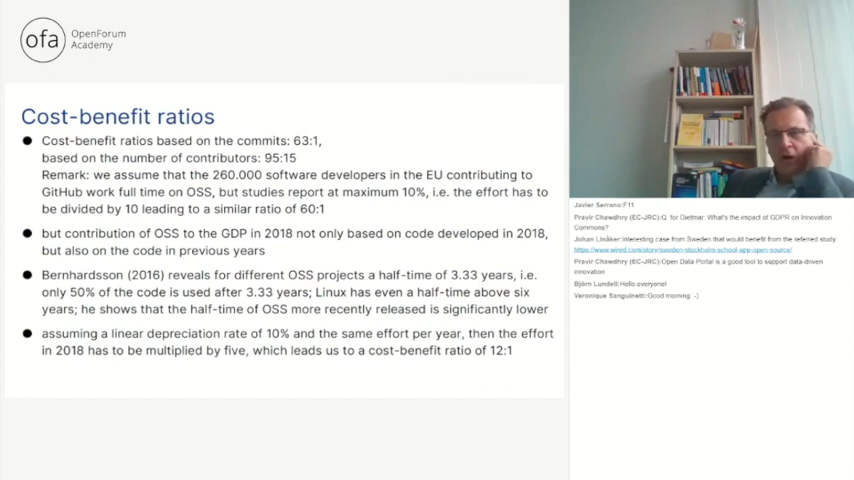 ofa
OpenForum
Academy
Cost-benefit ratios
Cost-benefit ratios based on the commits: 63:1,
based on the number of contributors: 95:15
Remark: we assume that the 260.000 software developers in the EU contributing to
GitHub work full time on OSS, but studies report at maximum 10%, i.e. the effort has to
be divided by 10 leading to a similar ratio of 60:1
but contribution of OSS to the GDP in 2018 not only based on code developed in 2018,
but also on the code in previous years
Bernhardsson (2016) reveals for different OSS projects a half-time of 3.33 years, i.e.
only 50% of the code is used after 3.33 years; Linux has even a half-time above six
years; he shows that the half-time of OSS more recently released is significantly lower
assuming a linear depreciation rate of 10% and the same effort per year, then the effort
in 2018 has to be multiplied by five, which leads us to a cost-benefit ratio of 12:1
Javier Serrano:F11
Pravir Chawdhry (EC-JRC):Q. for Dietmar What's the impact of GDPR on Innovation
Commons?
Johan Linåker:Interesting case from Sweden that would benefit from the referred study:
https://www.wired.com/story/sweden-stockholm-school-app-open-source/
Pravir Chawdhry (EC-JRC):Open Data Portal is a good tool to support data-driven
innovation
Björn Lundell:Hello everyone!
Veronique Sanguinetti:Good morning :-)